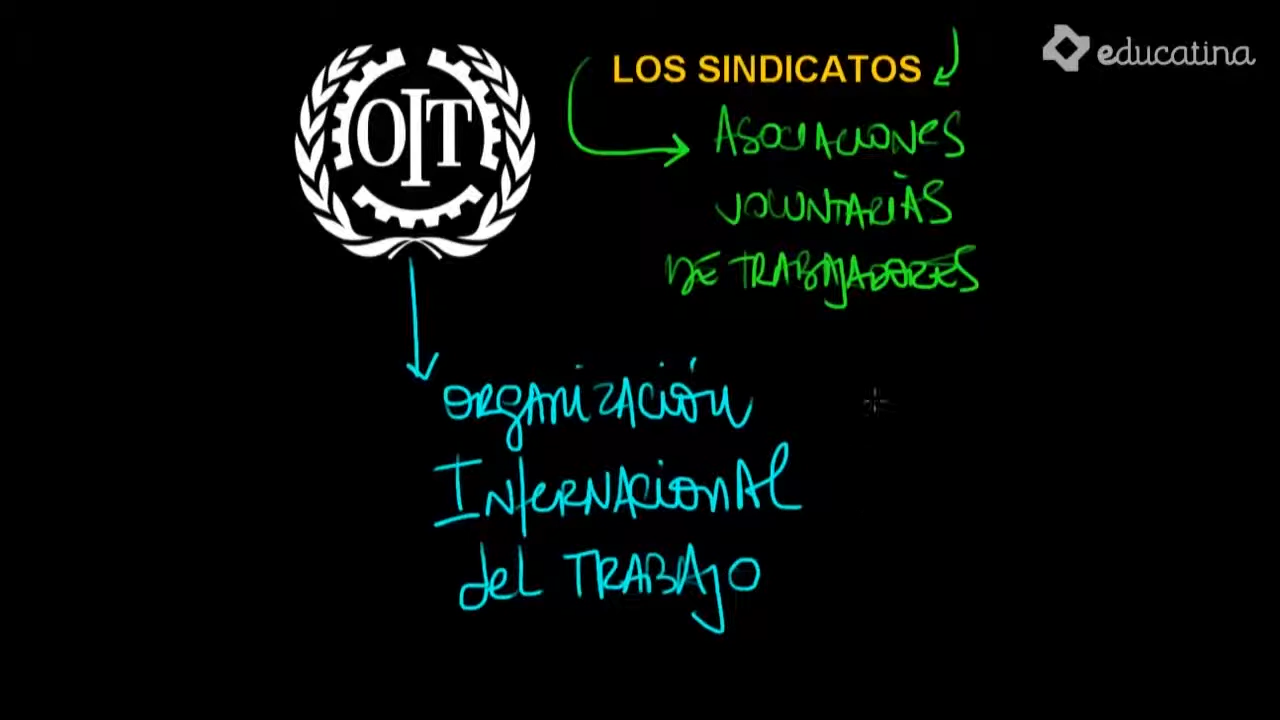 educatina
LOS SINDICATOS
OIT
ASOCIACIONES
VOLUNTARIAS
DE TRABAJADORES
ORGANIZACIÓN
INTERNACIONAL
del TRABAJO